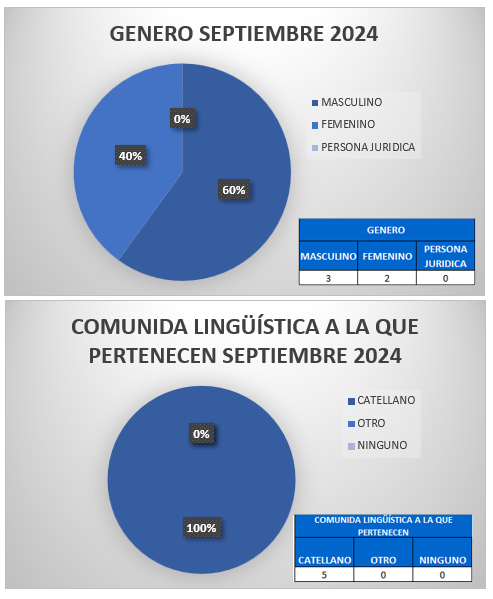 GENERO SEPTIEMBRE 2024
MASCULINO
FEMENINO
PERSONA JURIDICA
0%
40%
60%
GENERO
MASCULINO FEMENINO PERSONA JURIDICA
3 2 0
COMUNIDA LINGÜÍSTICA A LA QUE
PERTENECEN SEPTIEMBRE 2024
CATELLANO
OTRO
NINGUNO
0%
100%
COMUNIDA LINGÜÍSTICA A LA QUE
PERTENECEN
CATELLANO OTRO NINGUNO
5 0 0